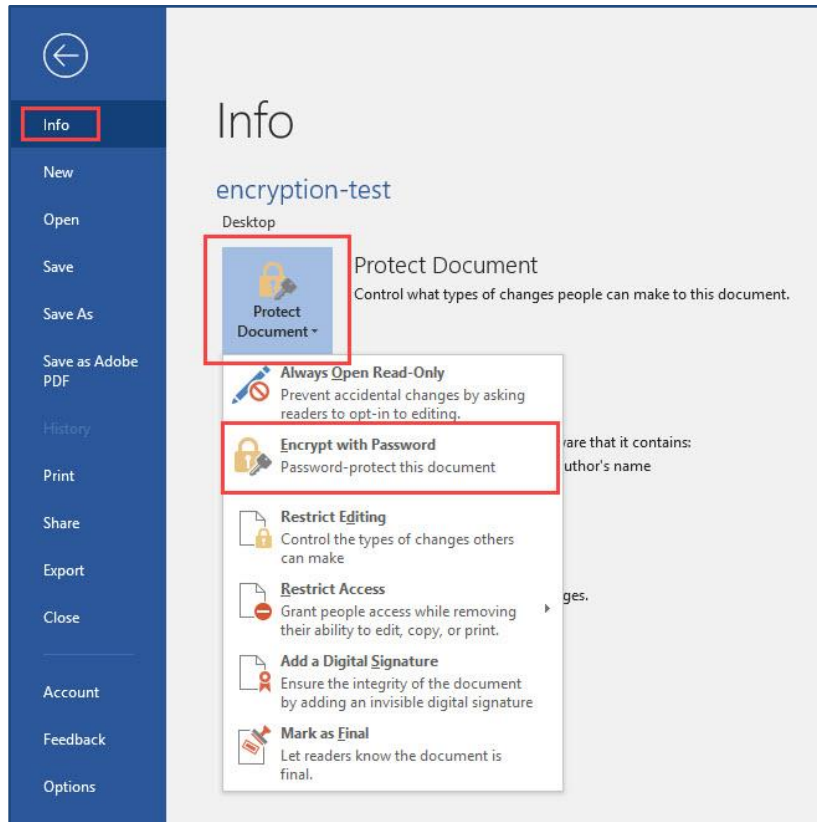 Info
New
Open
Save
Save As
Save as Adobe
PDF
History
Print
Share
Export
Close
Account
Feedback
Options
Info
encryption-test
Desktop
Protect
Document
Protect Document
Control what types of changes people can make to this document.
Always Open Read-Only
Prevent accidental changes by asking
readers to opt-in to editing.
Encrypt with Password
Password-protect this document
Restrict Editing
Control the types of changes others
can make
Restrict Access
Grant people access while removing
their ability to edit, copy, or print.
Add a Digital Signature
Ensure the integrity of the document
by adding an invisible digital signature
Mark as Final
Let readers know the document is
final.
that it contains:
name